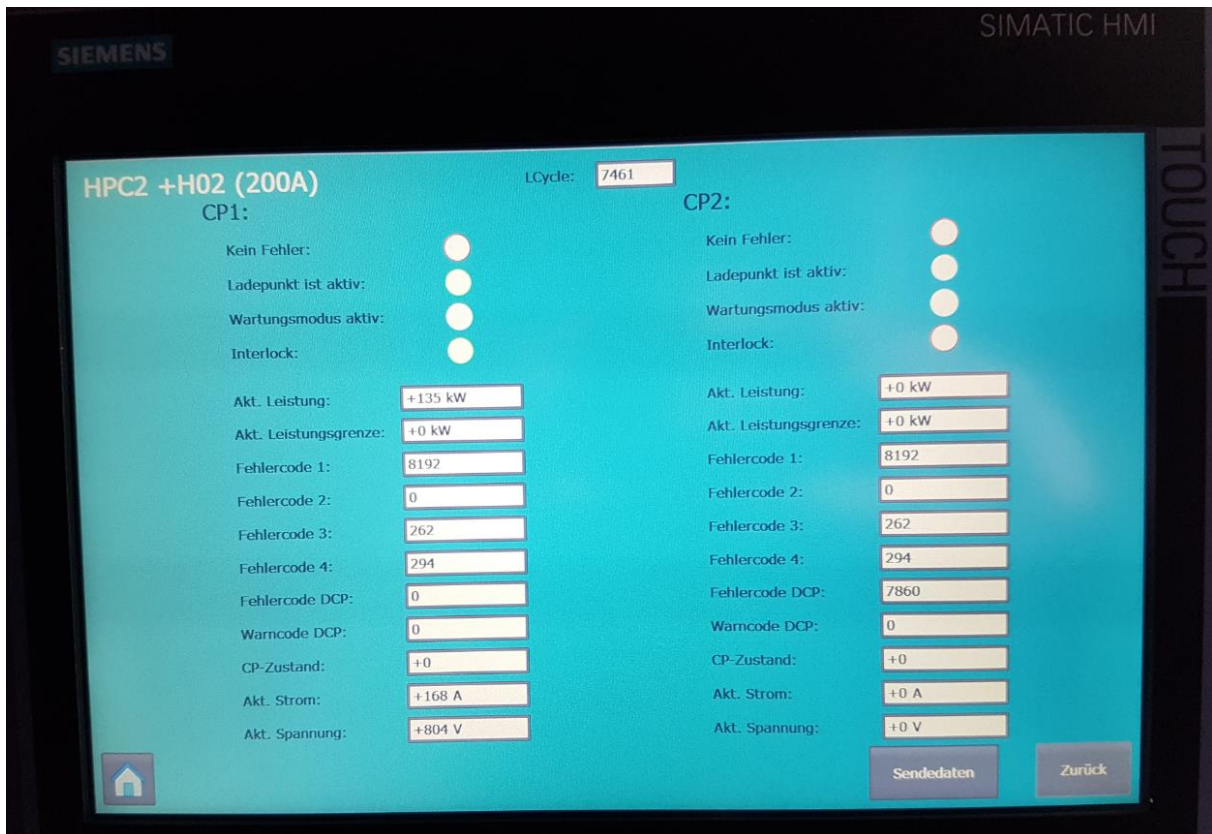 SIEMENS
SIMATIC HMI
TOUCH
HPC2 +H02 (200A)
LCycle: 7461
CP1:
Kein Fehler:
Ladepunkt ist aktiv:
Wartungsmodus aktiv:
Interlock:
Akt. Leistung: +135 kW
Akt. Leistungsgrenze: +0 kW
Fehlercode 1: 8192
Fehlercode 2: 0
Fehlercode 3: 262
Fehlercode 4: 294
Fehlercode DCP: 0
Warncode DCP: 0
CP-Zustand: +0
Akt. Strom: +168 A
Akt. Spannung: +804 V
CP2:
Kein Fehler:
Ladepunkt ist aktiv:
Wartungsmodus aktiv:
Interlock:
Akt. Leistung: +0 kW
Akt. Leistungsgrenze: +0 kW
Fehlercode 1: 8192
Fehlercode 2: 0
Fehlercode 3: 262
Fehlercode 4: 294
Fehlercode DCP: 7860
Warncode DCP: 0
CP-Zustand: +0
Akt. Strom: +0 A
Akt. Spannung: +0 V
Sendedaten
Zurück